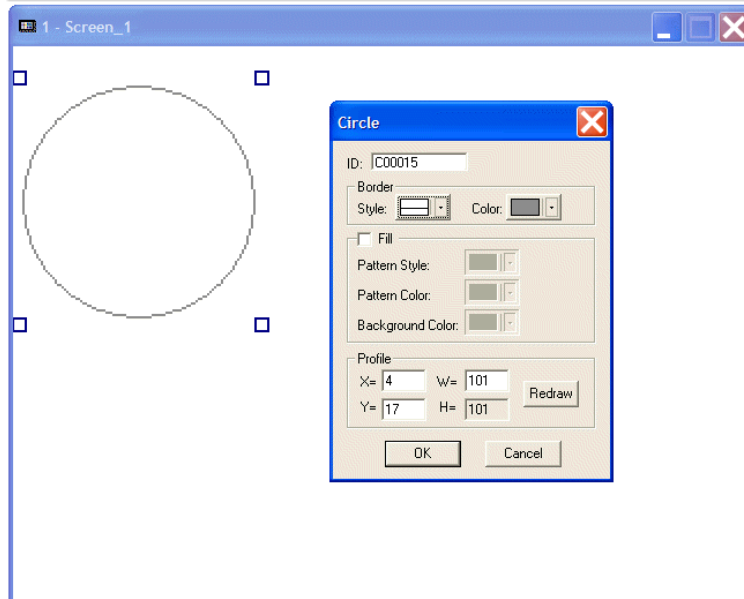 1 - Screen_1
Circle
ID: C00015
Border
Style: Color:
Fill
Pattern Style:
Pattern Color:
Background Color:
Profile
X= 4 W= 101
Y= 17 H= 101
Redraw
OK Cancel